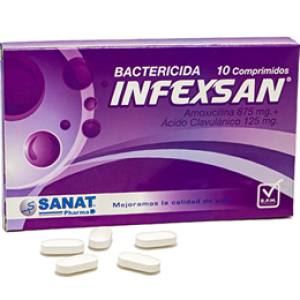 BACTERICIDA 10 Comprimidos
INFEXSAN®
Amoxicilina 875 mg. +
Ácido Clavulánico 125 mg.
S SANAT
Pharma
Mejoramos la calidad de vida
B.P.M.